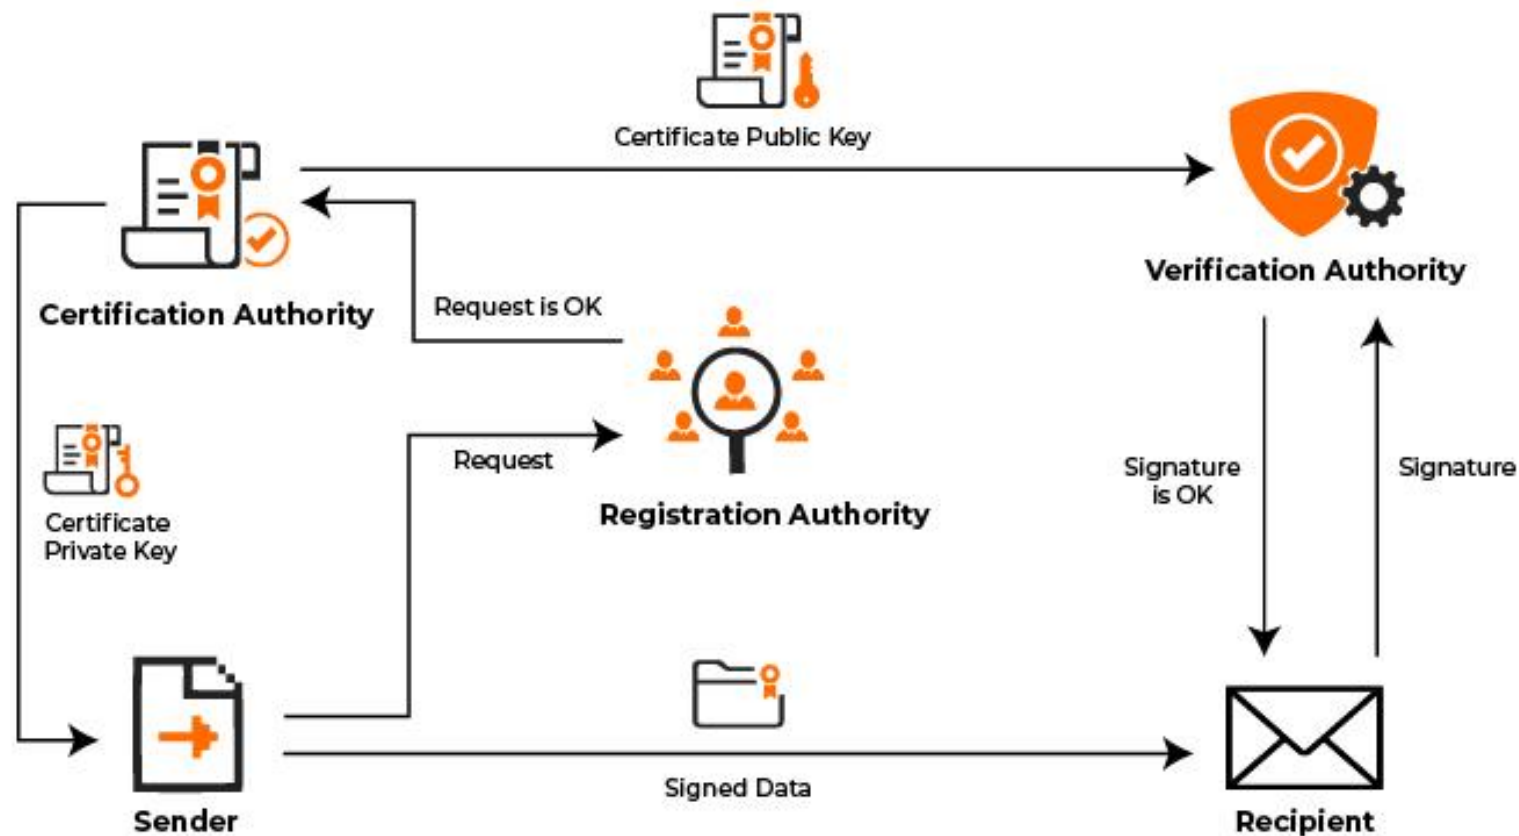 Certificate Public Key
Verification Authority
Certification Authority
Request is OK
Request
Signature
is OK
Signature
Registration Authority
Certificate
Private Key
Signed Data
Sender
Recipient